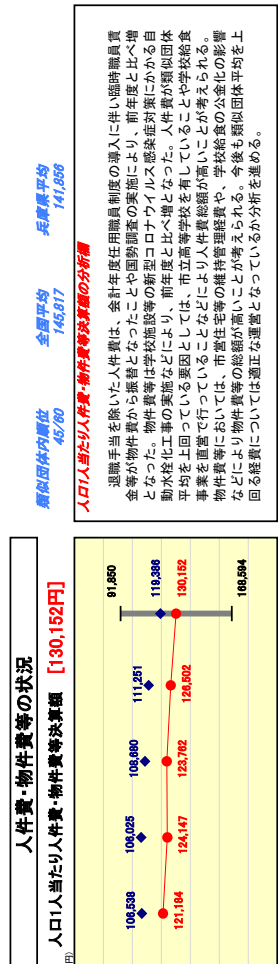 人件費・物件費等の状況
人口1人当たり人件費・物件費等決算額 [130,152円]
円)
91,850
106,538
106,025
108,680
111,251
119,386
121,184
124,147
123,762
126,502
130,152
168,594
類似団体内順位
45/60
全国平均
145,817
兵庫県平均
141,856
人口1人当たり人件費・物件費等決算額の分析欄
退職手当を除いた人件費は、会計年度任用職員制度の導入に伴い臨時職員賃
金等が物件費から振替となったことや国勢調査の実施により、前年度と比べ増
となった。物件費等は学校施設等の新型コロナウイルス感染症対策にかかる自
動水栓化工事の実施などにより、前年度と比べ増となった。人件費が類似団体
平均を上回っている要因としては、市立高等学校を有していることや学校給食
事業を直営で行っていることなどにより人件費総額が高いことが考えられる。
物件費等においては、市営住宅等の維持管理経費や、学校給食の公金化の影響
などにより物件費等の総額が高いことが考えられる。今後も類似団体平均を上
回る経費については適正な運営となっているか分析を進める。